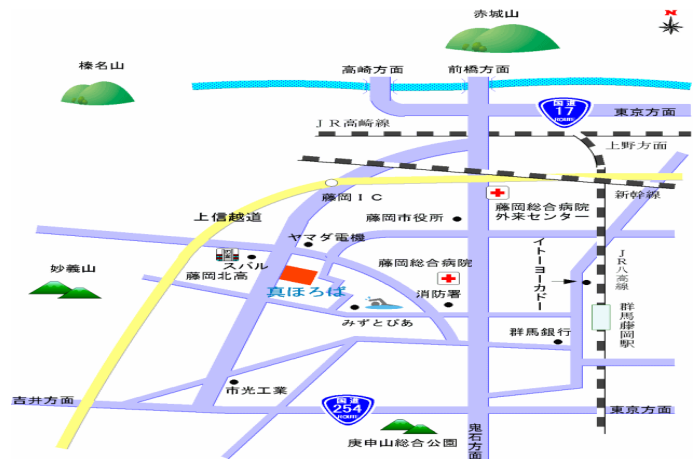 N
赤城山
榛名山
高崎方面
前橋方面
国道
17
ROUTE
東京方面
ＪＲ高崎線
上野方面
新幹線
藤岡ＩＣ
藤岡総合病院
外来センター
上信越道
藤岡市役所
ヤマダ電機
スバル
藤岡北高
藤岡総合病院
イトーヨーカドー
ＪＲ八高線
妙義山
真ほろば
消防署
みずとぴあ
群馬銀行
群馬藤岡駅
市光工業
吉井方面
国道
254
ROUTE
東京方面
鬼石方面
庚申山総合公園